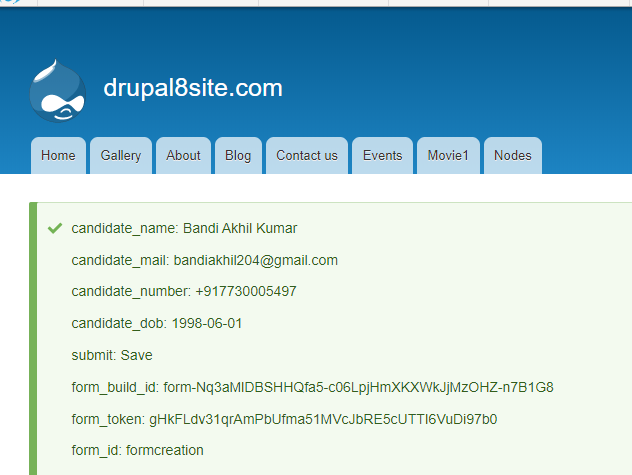 drupal8site.com
Home Gallery About Blog Contact us Events Movie1 Nodes
candidate_name: Bandi Akhil Kumar
candidate_mail: bandiakhil204@gmail.com
candidate_number: +917730005497
candidate_dob: 1998-06-01
submit: Save
form_build_id: form-Nq3aMIDBSHHQfa5-c06LpjHmXKXWkJjMzOHZ-n7B1G8
form_token: gHkFLdv31qrAmPbUfma51MVcJbRE5cUTTI6VuDi97b0
form_id: formcreation